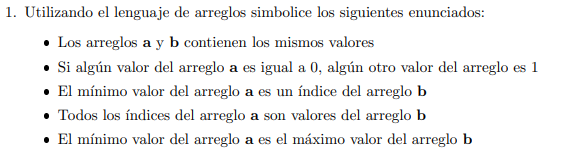 1. Utilizando el lenguaje de arreglos simbolice los siguientes enunciados:
• Los arreglos a y b contienen los mismos valores
• Si algún valor del arreglo a es igual a 0, algún otro valor del arreglo es 1
• El mínimo valor del arreglo a es un índice del arreglo b
• Todos los índices del arreglo a son valores del arreglo b
• El mínimo valor del arreglo a es el máximo valor del arreglo b